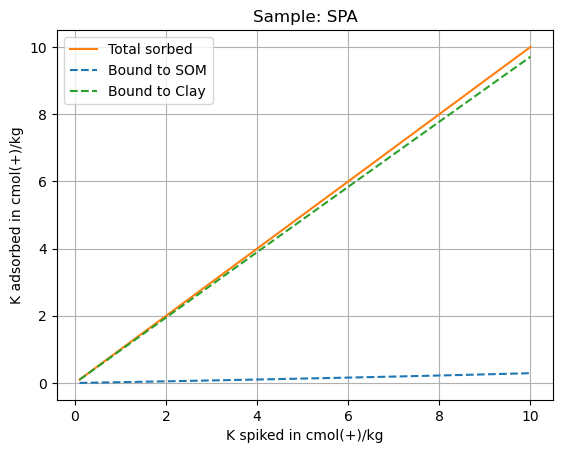 Sample: SPA
Total sorbed
Bound to SOM
Bound to Clay
K adsorbed in cmol(+)/kg
10
8
6
4
2
0
0 2 4 6 8 10
K spiked in cmol(+)/kg